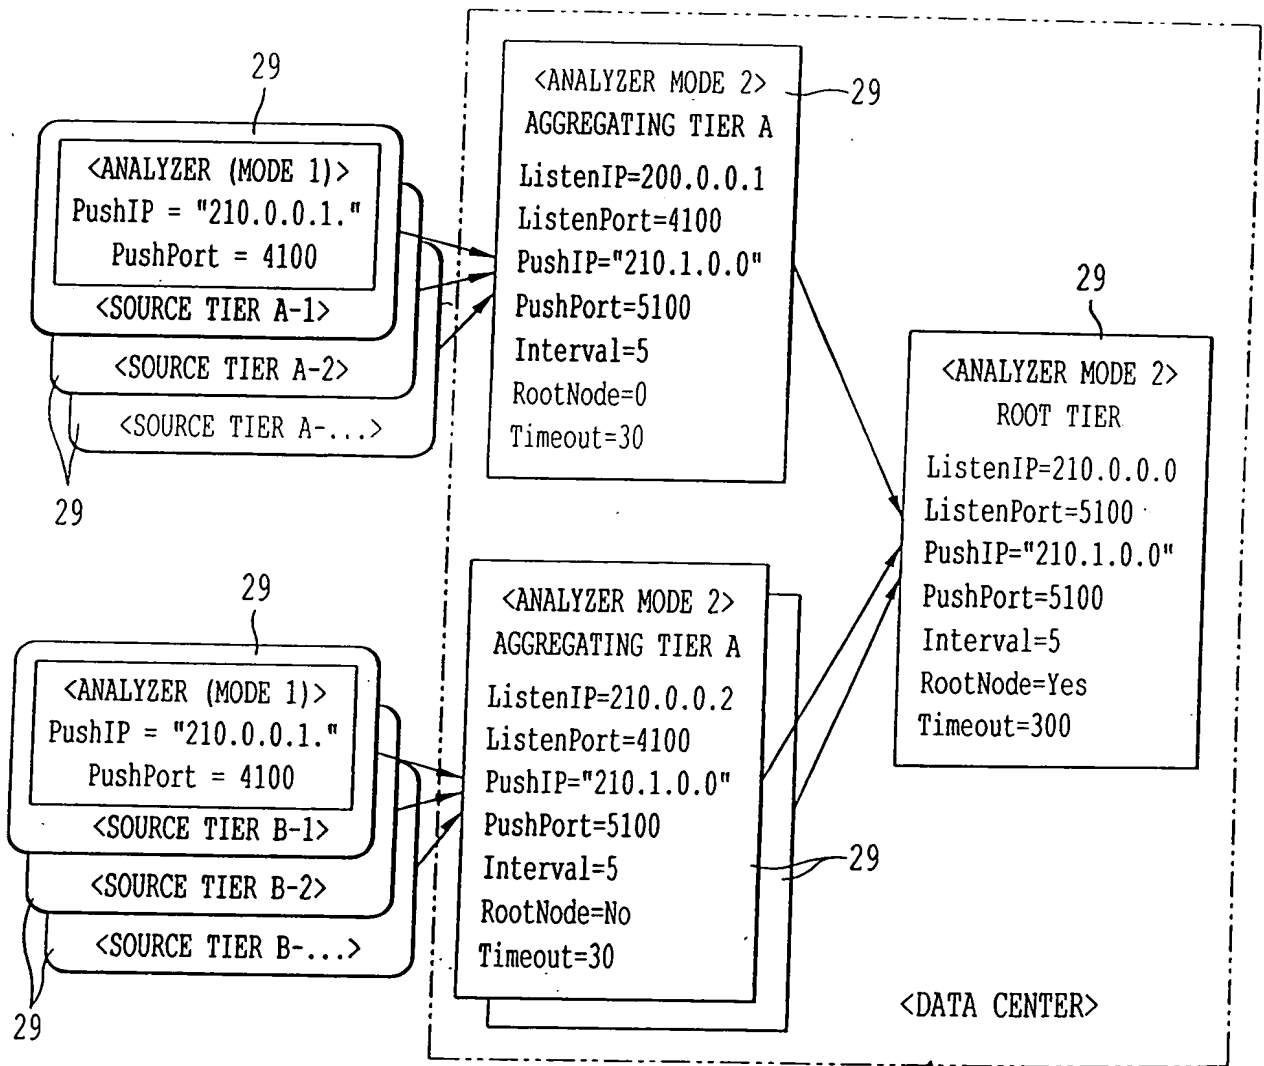 29
<ANALYZER (MODE 1)>
PushIP = "210.0.0.1."
PushPort = 4100
<SOURCE TIER A-1>
<SOURCE TIER A-2>
<SOURCE TIER A-...>
29
<ANALYZER MODE 2>
29
AGGREGATING TIER A
ListenIP=200.0.0.1
ListenPort=4100
PushIP="210.1.0.0"
PushPort=5100
Interval=5
RootNode=0
Timeout=30
29
<ANALYZER MODE 2>
ROOT TIER
ListenIP=210.0.0.0
ListenPort=5100
PushIP="210.1.0.0"
PushPort=5100
Interval=5
RootNode=Yes
Timeout=300
29
<ANALYZER (MODE 1)>
PushIP = "210.0.0.1."
PushPort = 4100
<SOURCE TIER B-1>
<SOURCE TIER B-2>
<SOURCE TIER B-...>
29
<ANALYZER MODE 2>
AGGREGATING TIER A
ListenIP=210.0.0.2
ListenPort=4100
PushIP="210.1.0.0"
PushPort=5100
Interval=5
RootNode=No
Timeout=30
29
<DATA CENTER>